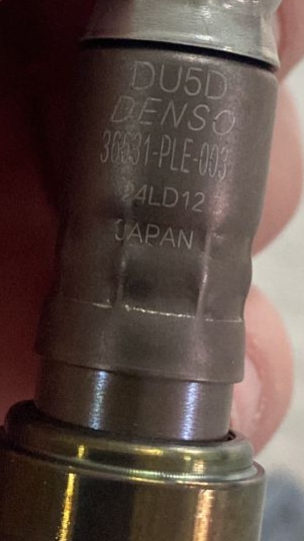 DU5D
DENSO
36531-PLE-003
24LD12
JAPAN